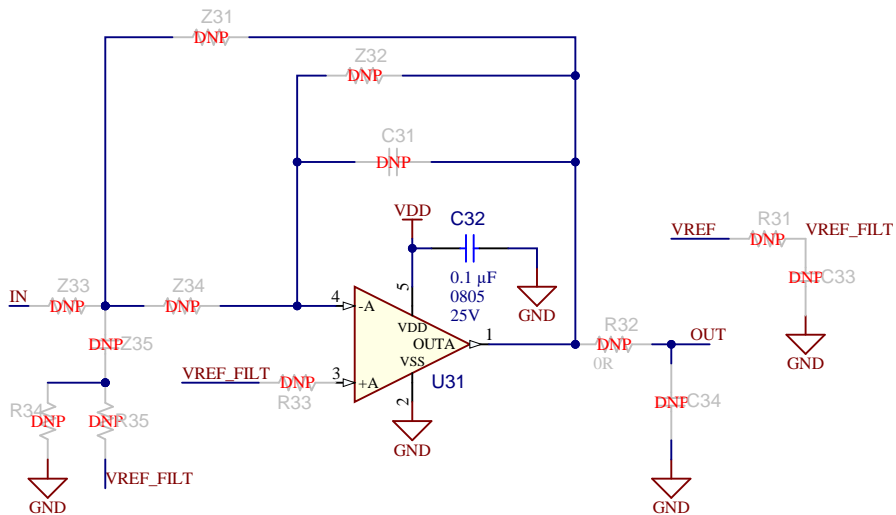 Z31
DNP
Z32
DNP
C31
DNP
VDD
C32
0.1 µF
0805
25V
GND
VREF
R31
DNP
VREF_FILT
DNP
C33
GND
IN
Z33
DNP
Z34
DNP
4
-A
5
VDD
OUTA
1
VSS
2
U31
GND
R32
DNP
0R
OUT
DNP
C34
GND
DNP
Z35
VREF_FILT
DNP
R33
3
+A
R34
DNP
GND
DNP
R35
VREF_FILT